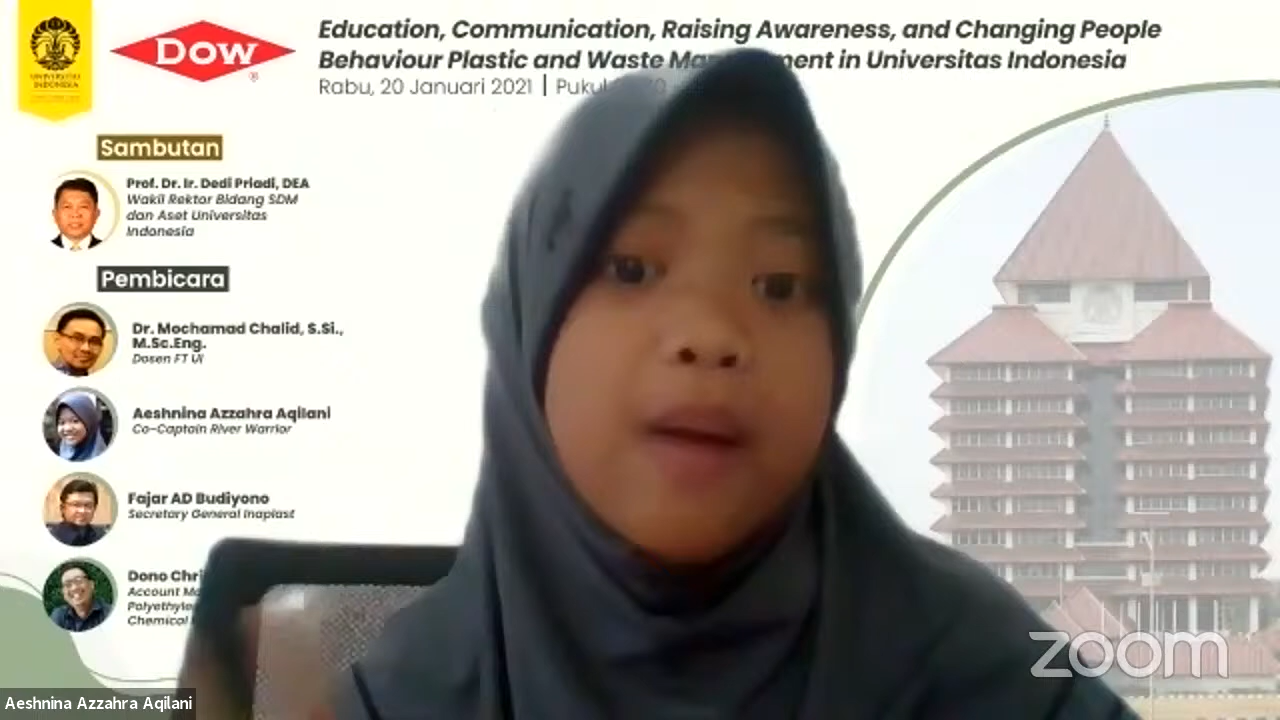 UNIVERSITAS
INDONESIA
DOW
®
Education, Communication, Raising Awareness, and Changing People
Behaviour Plastic and Waste in Universitas Indonesia
Rabu, 20 Januari 2021 |
Sambutan
Prof. Dr. Ir. Dedi Priadi, DEA
Wakil Rektor Bidang SDM
dan Aset Universitas
Indonesia
Pembicara
Dr. Mochamad Chalid, S.Si.,
M.Sc.Eng.
Dosen FT UI
Aeshnina Azzahra Aqilani
Co-Captain River Warrior
Fajar AD Budiyono
Secretary General Inaplast
Dono
Account
Chemical
zoom
Aeshnina Azzahra Aqilani